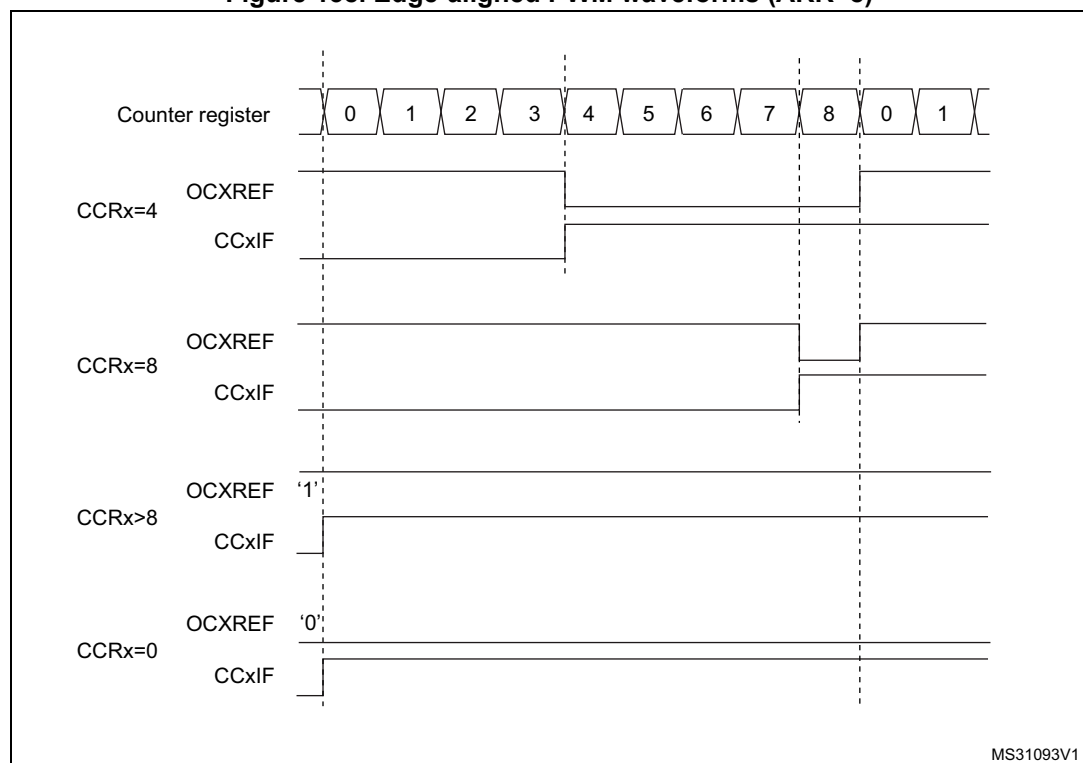 Counter register 0 1 2 3 4 5 6 7 8 0 1
OCXREF
CCRx=4
CCxIF
OCXREF
CCRx=8
CCxIF
OCXREF '1'
CCRx>8
CCxIF
OCXREF '0'
CCRx=0
CCxIF
MS31093V1